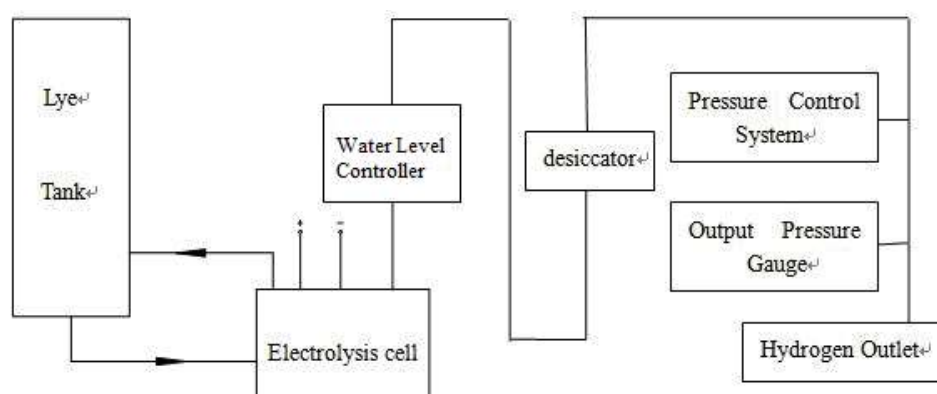 Lye↵
Tank↵
Water Level
Controller
+ -
Electrolysis cell
desiccator↵
Pressure Control
System↵
Output Pressure
Gauge↵
Hydrogen Outlet↵